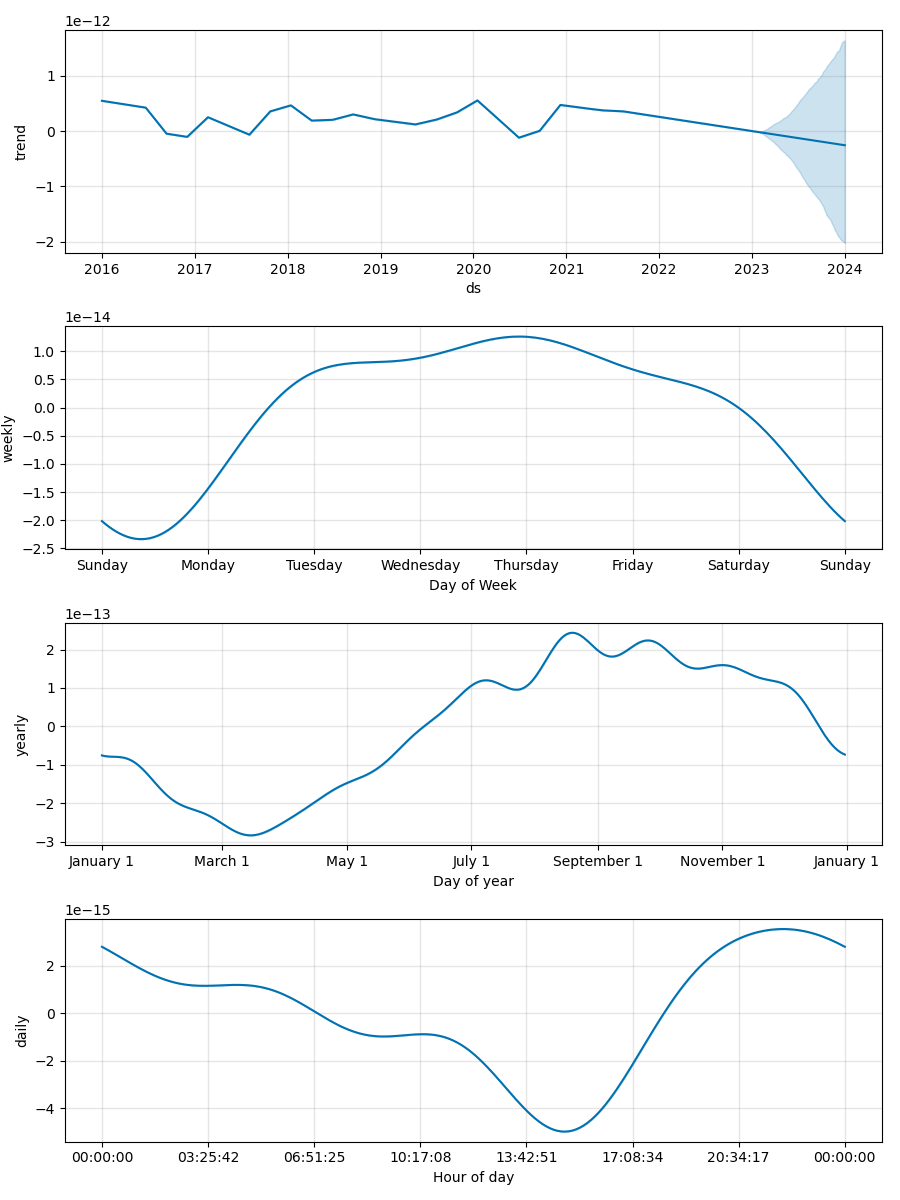 1e−12
1
0
−1
−2
trend
2016 2017 2018 2019 2020 2021 2022 2023 2024
ds
1e−14
1.0
0.5
0.0
−0.5
−1.0
−1.5
−2.0
−2.5
weekly
Sunday Monday Tuesday Wednesday Thursday Friday Saturday Sunday
Day of Week
1e−13
2
1
0
−1
−2
−3
yearly
January 1 March 1 May 1 July 1 September 1 November 1 January 1
Day of year
1e−15
2
0
−2
−4
daily
00:00:00 03:25:42 06:51:25 10:17:08 13:42:51 17:08:34 20:34:17 00:00:00
Hour of day